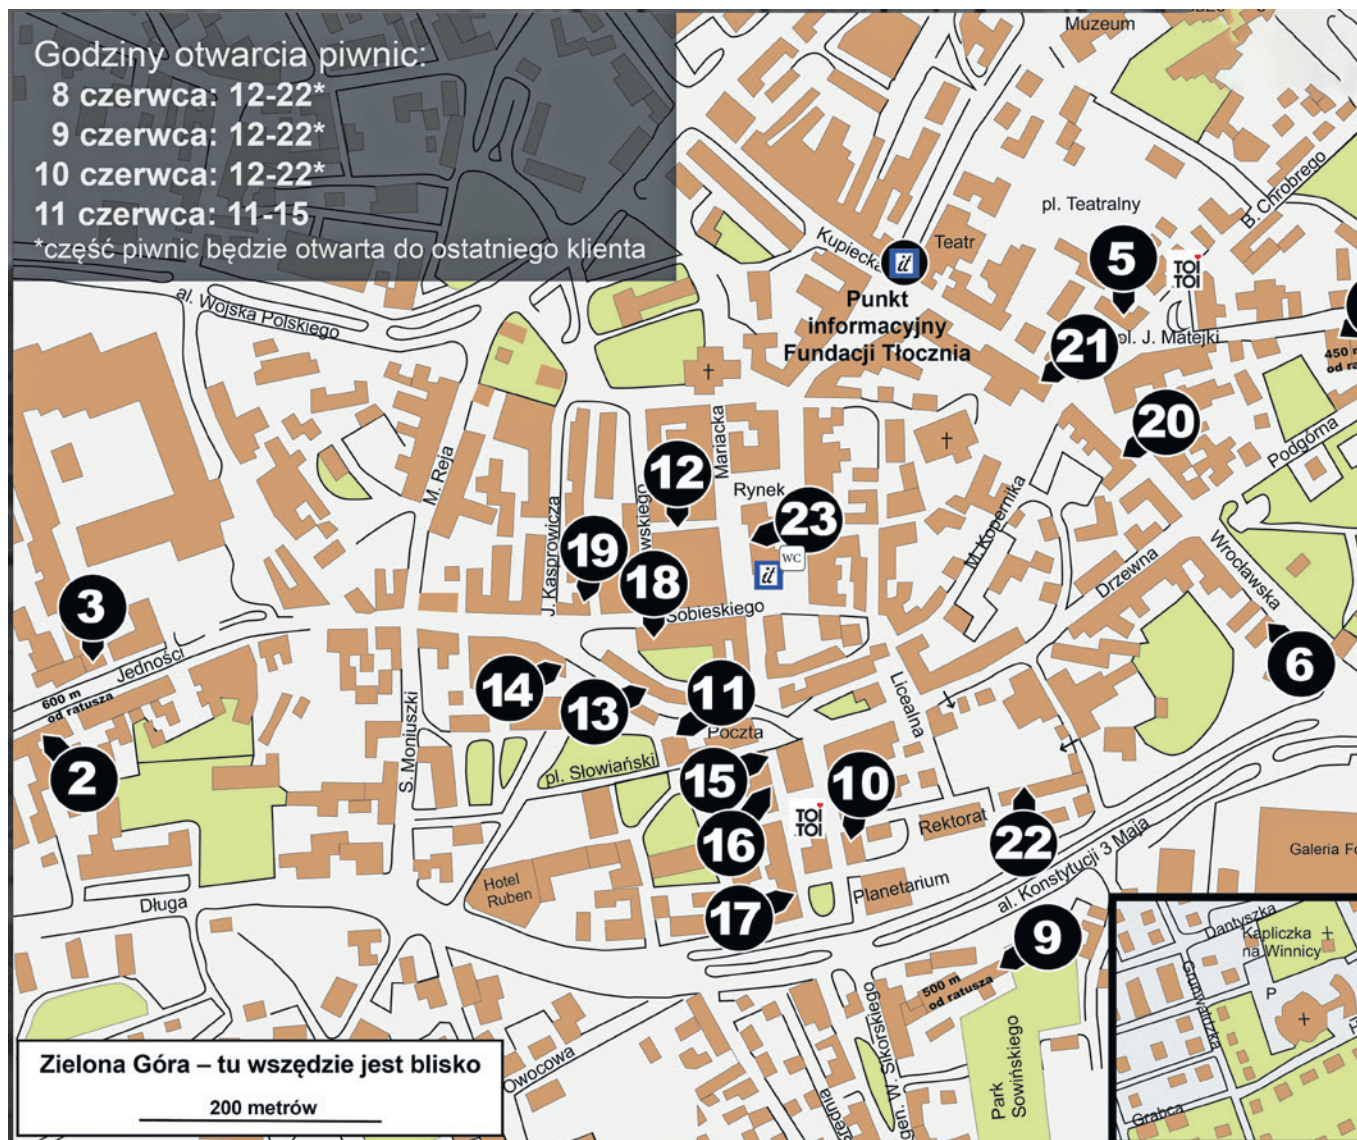 Godziny otwarcia piwnic:
8 czerwca: 12-22*
9 czerwca: 12-22*
10 czerwca: 12-22*
11 czerwca: 11-15
*część piwnic będzie otwarta do ostatniego klienta
Muzeum
pl. Teatralny
B. Chrobrego
Kupiecka
it
Teatr
5
TOI
TOI
Punkt
informacyjny
Fundacji Tłocznia
al. Wojska Polskiego
21
pl. J. Matejki
450 m
od
20
Podgórna
M. Reja
Mariacka
12
Rynek
23
WC
it
J. Kasprowicza
19
18
Sobieskiego
M. Kopernika
Drzewna
Wrocławska
3
Jedności
600 m
od ratusza
2
14
13
11
Poczta
Licealna
6
S. Moniuszki
pl. Słowiański
15
10
TOI
TOI
16
Rektorat
22
al. Konstytucji 3 Maja
Galeria
Hotel
Ruben
Długa
17
Planetarium
9
500 m
od ratusza
Dantyszka
Kapliczka
na Winnicy
Grunwaldzka
P
gen. W. Sikorskiego
Park
Sowińskiego
Owocowa
Grabca
Zielona Góra – tu wszędzie jest blisko
200 metrów